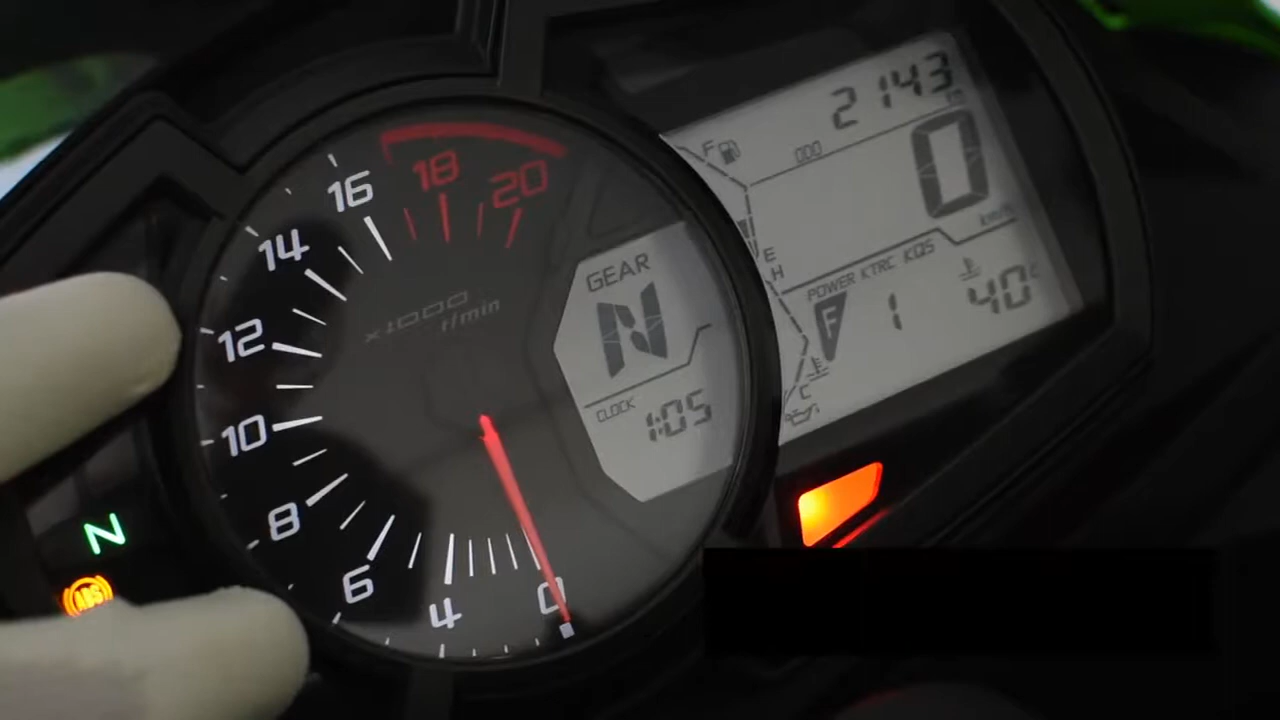 18
20
16
14
12
10
8
6
4
0
x1000
r/min
GEAR
N
CLOCK
1:05
2143
F
ODO
0
km/h
E
H
POWER KTRC KQS
F
1
40
C
N
ABS